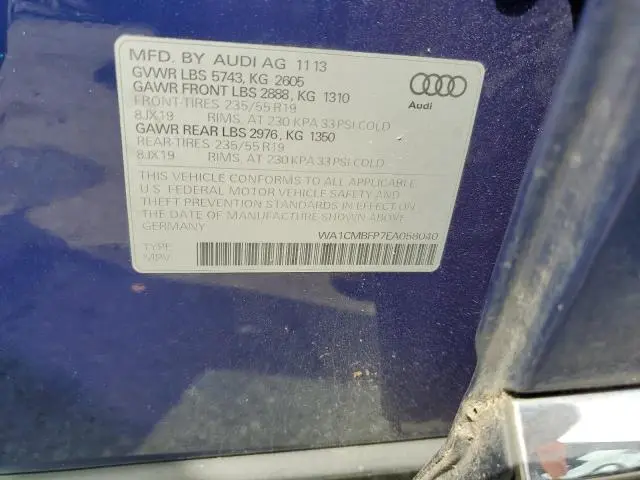 MFD. BY AUDI AG 11 13
GVWR LBS 5743, KG 2605
GAWR FRONT LBS 2888, KG 1310
FRONT-TIRES 235/55 R19
8JX19 RIMS, AT 230 KPA 33 PSI COLD
GAWR REAR LBS 2976, KG 1350
REAR-TIRES 235/55 R19
8JX19 RIMS, AT 230 KPA 33 PSI COLD
Audi
THIS VEHICLE CONFORMS TO ALL APPLICABLE
U.S. FEDERAL MOTOR VEHICLE SAFETY AND
THEFT PREVENTION STANDARDS IN EFFECT ON
THE DATE OF MANUFACTURE SHOWN ABOVE
GERMANY
WA1CMBFP7EA058040
TYPE:
MPV